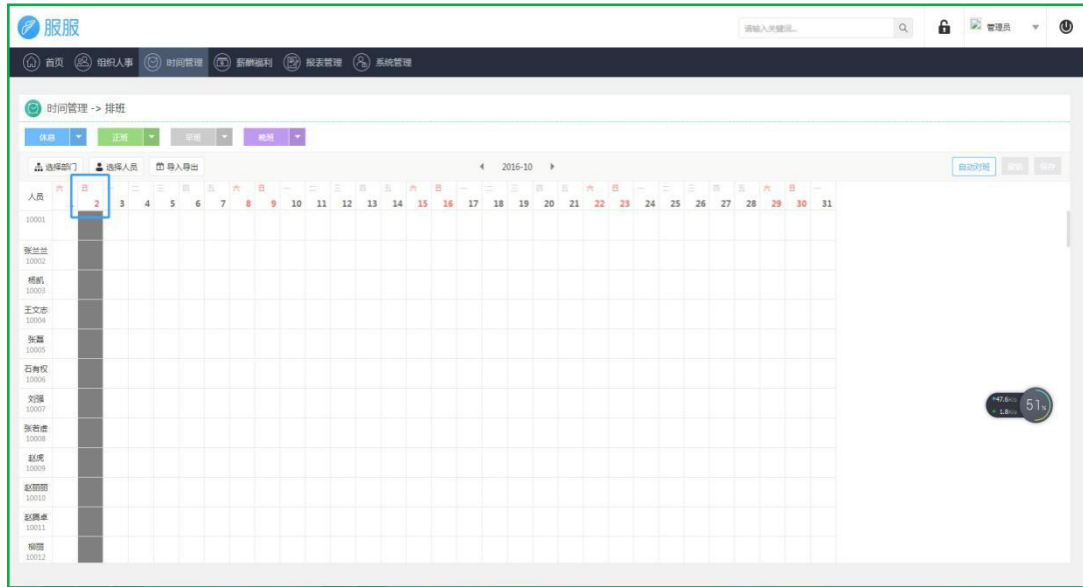 服服
请输入关键词...
管理员
首页 组织人事 时间管理 薪酬福利 报表管理 系统管理
时间管理 -> 排班
休息 正班 早班 晚班
选择部门 选择人员 导入导出 2016-10 自动对班 保存
人员 六 日 一 二 三 四 五 六 日 一 二 三 四 五 六 日 一 二 三 四 五 六 日 一 二 三 四 五 六 日 一
2 3 4 5 6 7 8 9 10 11 12 13 14 15 16 17 18 19 20 21 22 23 24 25 26 27 28 29 30 31
10001
张兰兰
10002
杨帆
10003
王文志
10004
张磊
10005
石有权
10006
刘强
10007
张若虚
10008
赵虎
10009
赵丽丽
10010
赵腾卓
10011
柳丽
10012
+47.6K/s
+ 1.8K/s
51%